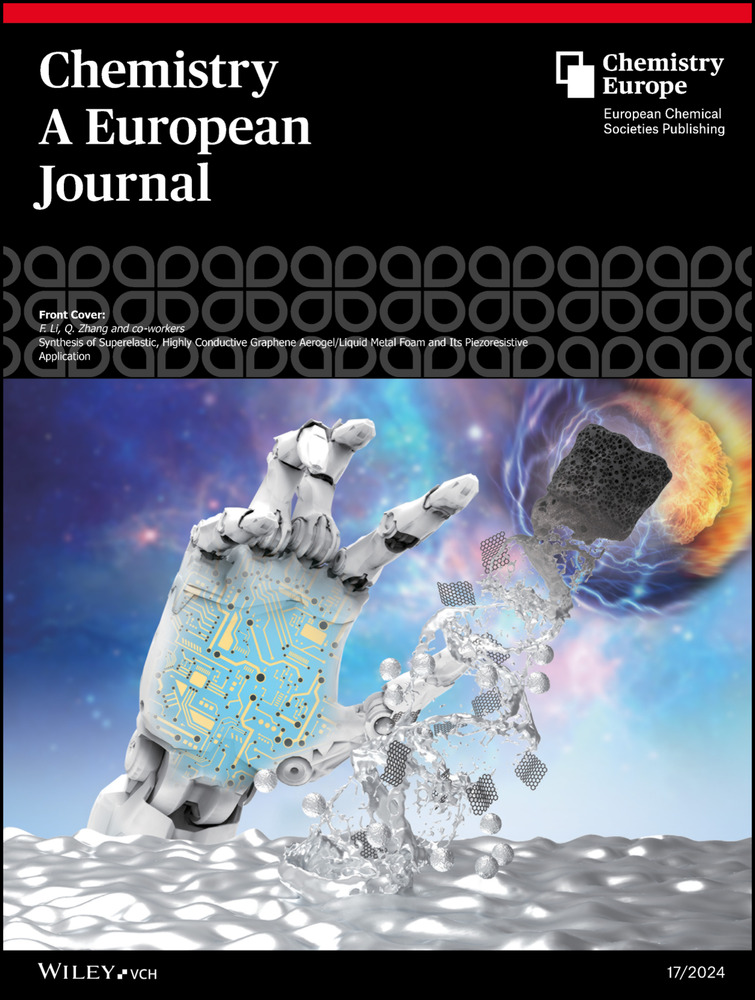 Chemistry
A European
Journal
Chemistry
Europe
European Chemical
Societies Publishing
Front Cover:
F. Li, Q. Zhang and co-workers
Synthesis of Superelastic, Highly Conductive Graphene Aerogel/Liquid Metal Foam and Its Piezoresistive
Application
WILEY-VCH
17/2024